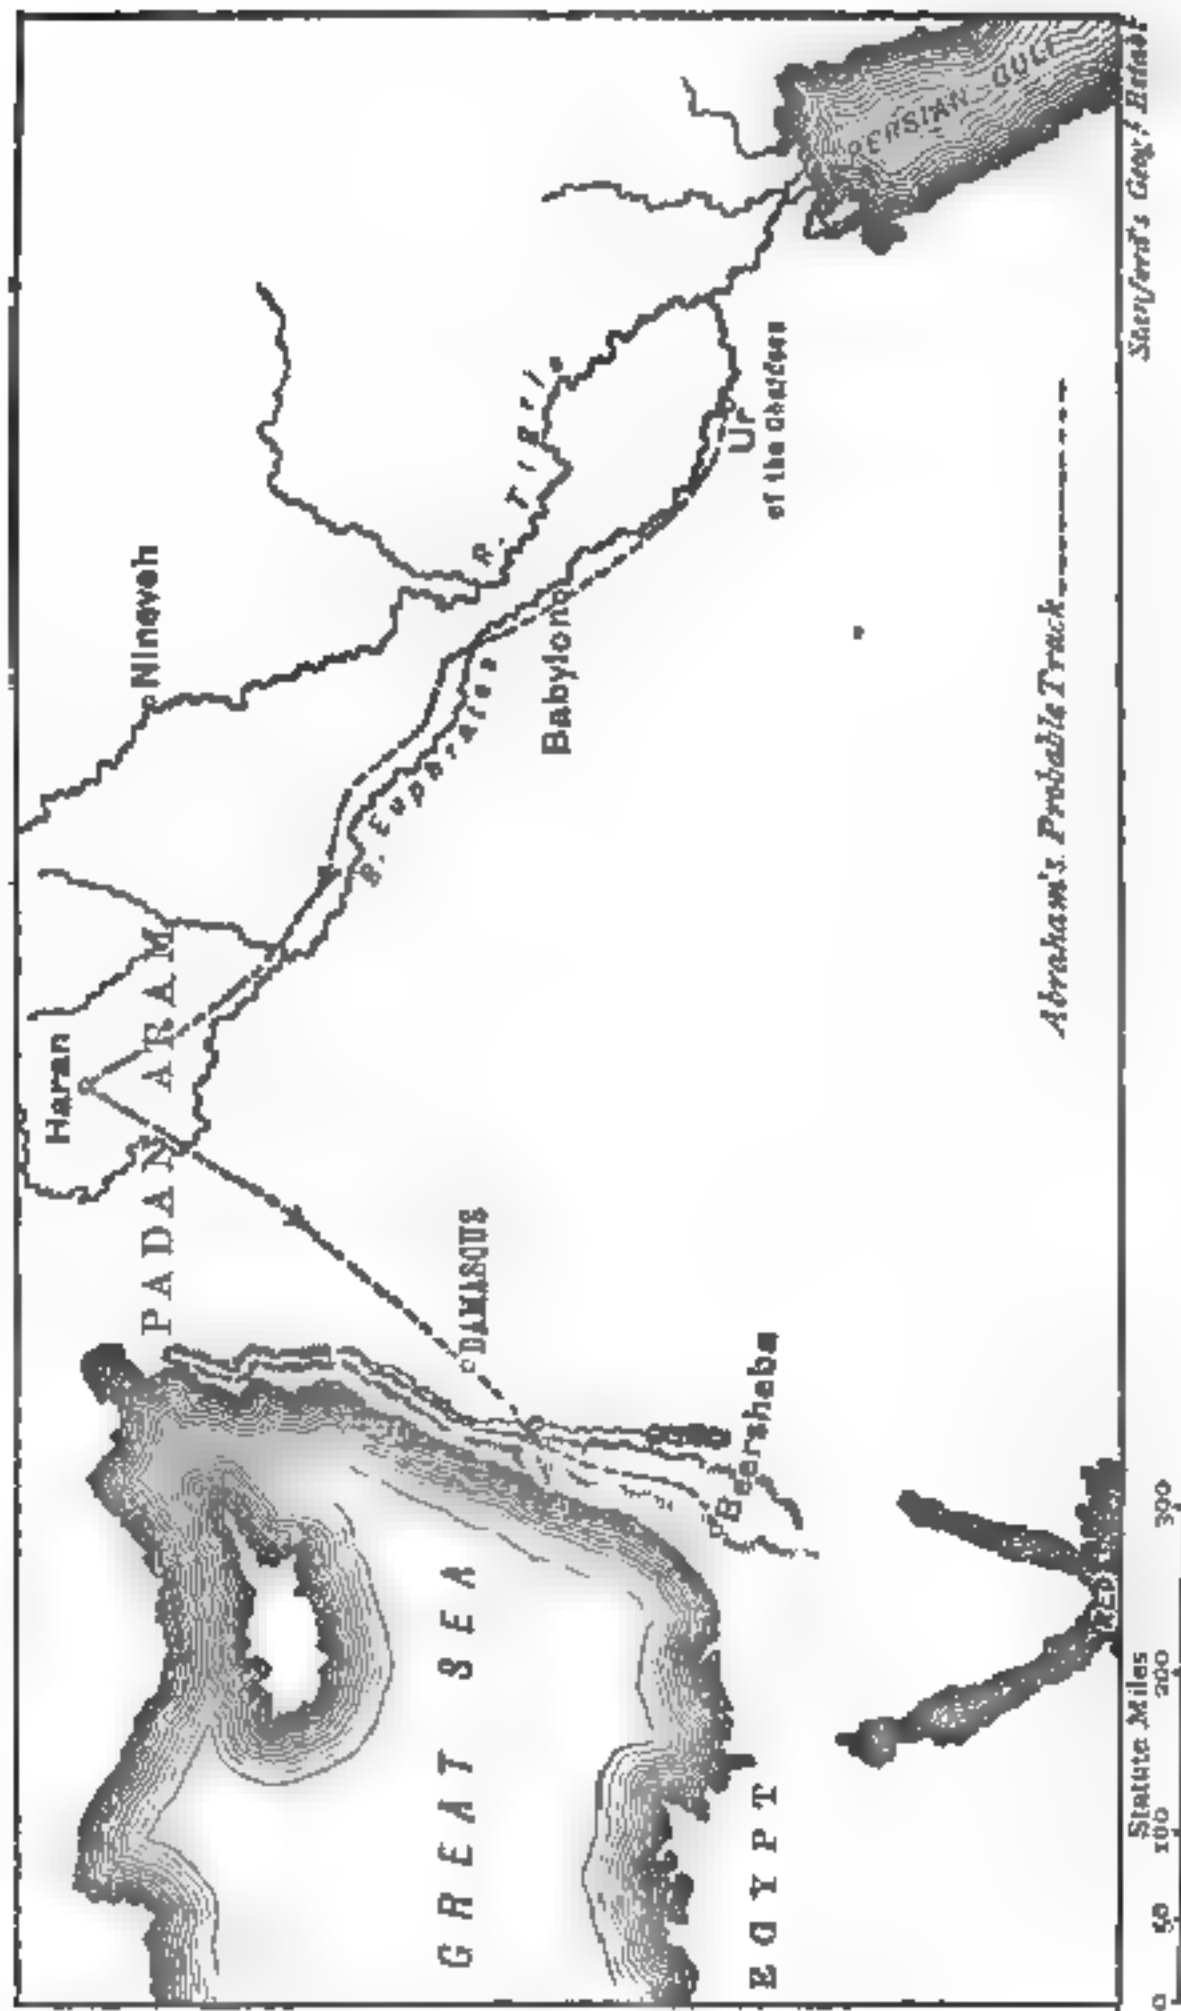 Haran
PADAN ARAM
Nineveh
R. Tigris
R. Euphrates
Babylon
Ur
of the Chaldees
PERSIAN GULF
DAMASCUS
Beersheba
GREAT SEA
EGYPT
RED
Abraham's Probable Track
Statute Miles
0 50 100 200 300
Stanford's Geog.l Estab.t